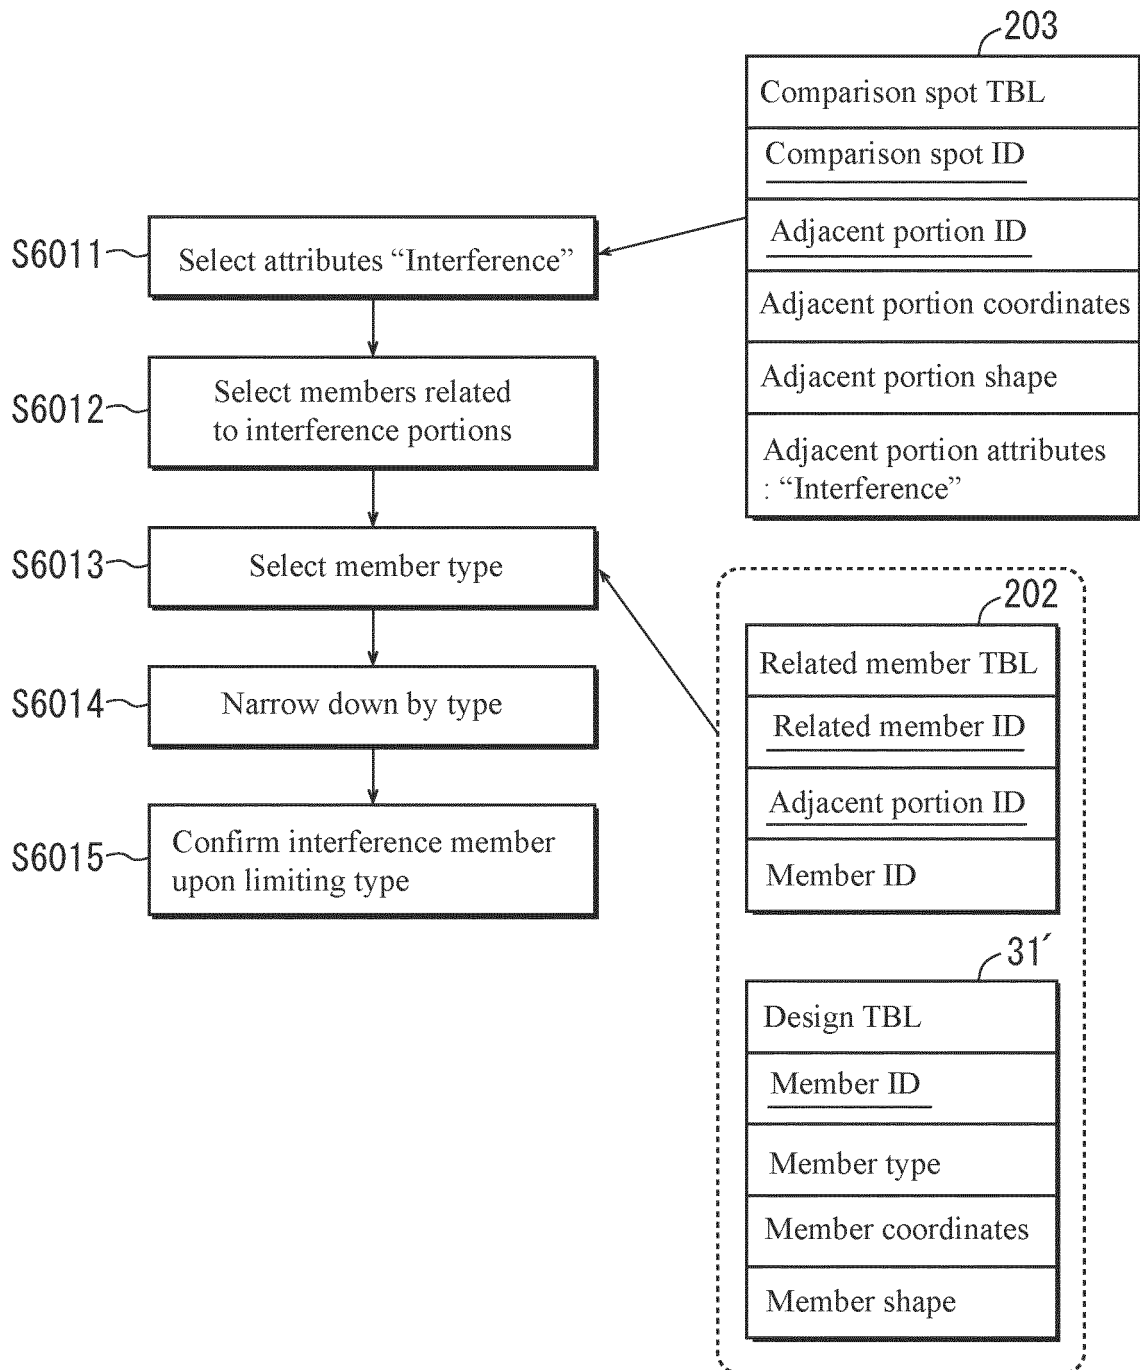 S6011
Select attributes “Interference”
S6012
Select members related
to interference portions
S6013
Select member type
S6014
Narrow down by type
S6015
Confirm interference member
upon limiting type
203
Comparison spot TBL
Comparison spot ID
Adjacent portion ID
Adjacent portion coordinates
Adjacent portion shape
Adjacent portion attributes
: “Interference”
202
Related member TBL
Related member ID
Adjacent portion ID
Member ID
31´
Design TBL
Member ID
Member type
Member coordinates
Member shape